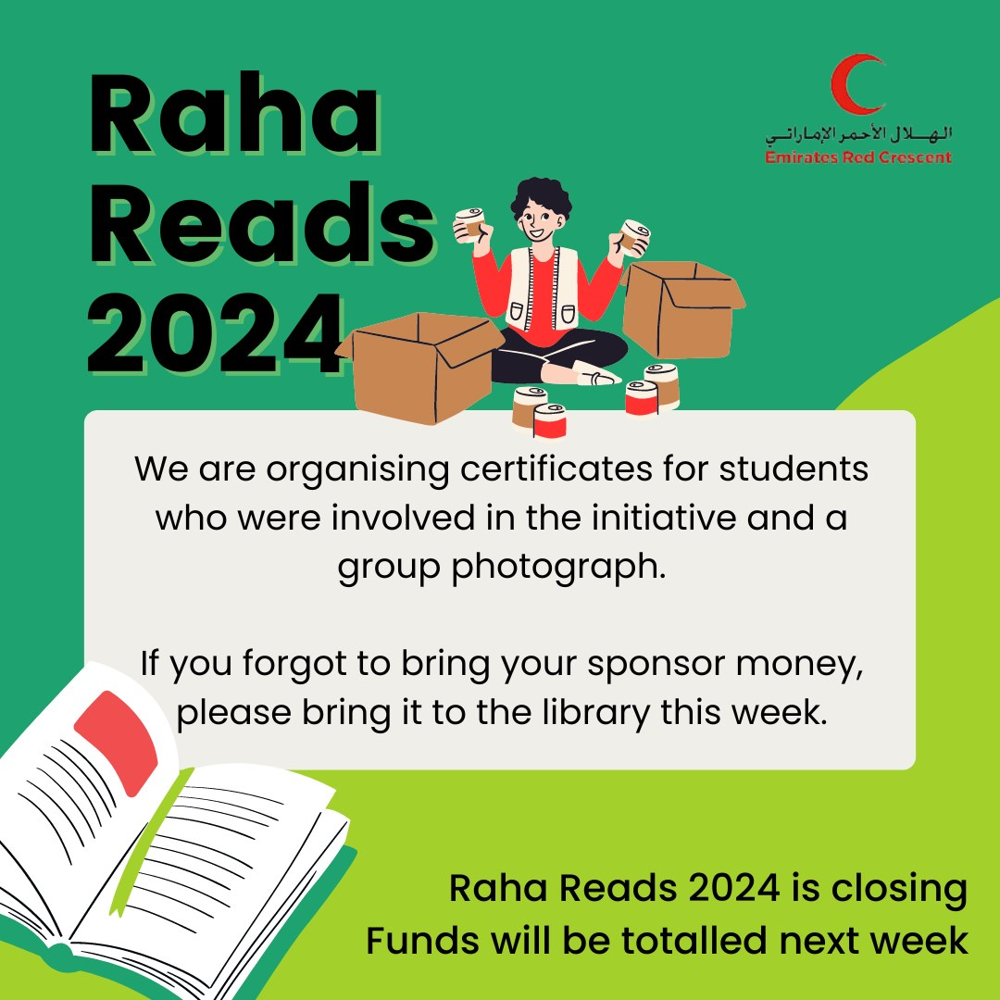 Raha
Reads
2024
الهلال الأحمر الإماراتي
Emirates Red Crescent
We are organising certificates for students
who were involved in the initiative and a
group photograph.
If you forgot to bring your sponsor money,
please bring it to the library this week.
Raha Reads 2024 is closing
Funds will be totalled next week